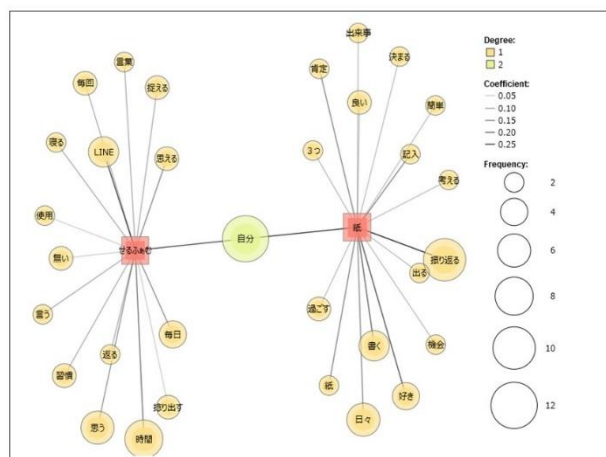 出来事
言葉
決まる
肯定
毎回
捉える
良い
簡単
LINE
寝る
思える
3つ
記入
考える
使用
せるふぁむ
自分
紙
無い
振り返る
出る
言う
過ごす
毎日
書く
機会
返る
習慣
紙
好き
振り出す
思う
時間
日々
Degree:
1
2
Coefficient:
0.05
0.10
0.15
0.20
0.25
Frequency:
2
4
6
8
10
12